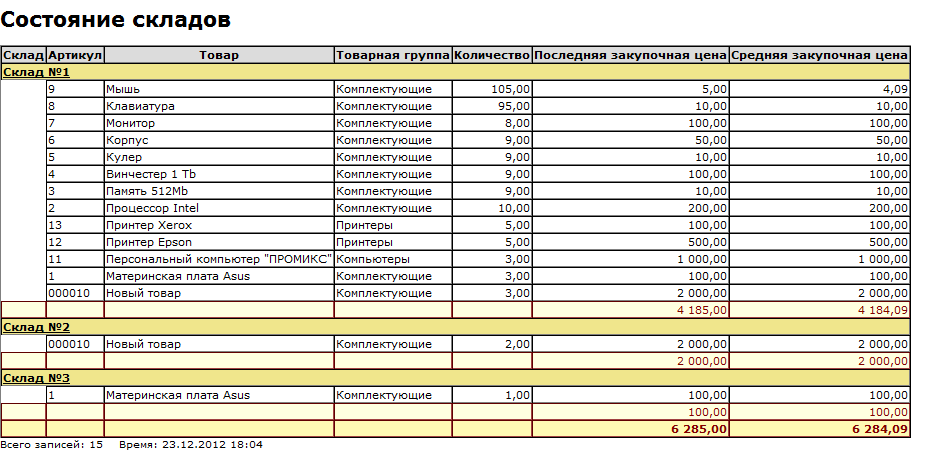 Состояние складов
Склад Артикул Товар Товарная группа Количество Последняя закупочная цена Средняя закупочная цена
Склад №1
9 Мышь Комплектующие 105,00 5,00 4,09
8 Клавиатура Комплектующие 95,00 10,00 10,00
7 Монитор Комплектующие 8,00 100,00 100,00
6 Корпус Комплектующие 9,00 50,00 50,00
5 Кулер Комплектующие 9,00 10,00 10,00
4 Винчестер 1 Tb Комплектующие 9,00 100,00 100,00
3 Память 512Mb Комплектующие 9,00 10,00 10,00
2 Процессор Intel Комплектующие 10,00 200,00 200,00
13 Принтер Xerox Принтеры 5,00 100,00 100,00
12 Принтер Epson Принтеры 5,00 500,00 500,00
11 Персональный компьютер "ПРОМИКС" Компьютеры 3,00 1 000,00 1 000,00
1 Материнская плата Asus Комплектующие 3,00 100,00 100,00
000010 Новый товар Комплектующие 3,00 2 000,00 2 000,00
4 185,00 4 184,09
Склад №2
000010 Новый товар Комплектующие 2,00 2 000,00 2 000,00
2 000,00 2 000,00
Склад №3
1 Материнская плата Asus Комплектующие 1,00 100,00 100,00
100,00 100,00
6 285,00 6 284,09
Всего записей: 15 Время: 23.12.2012 18:04